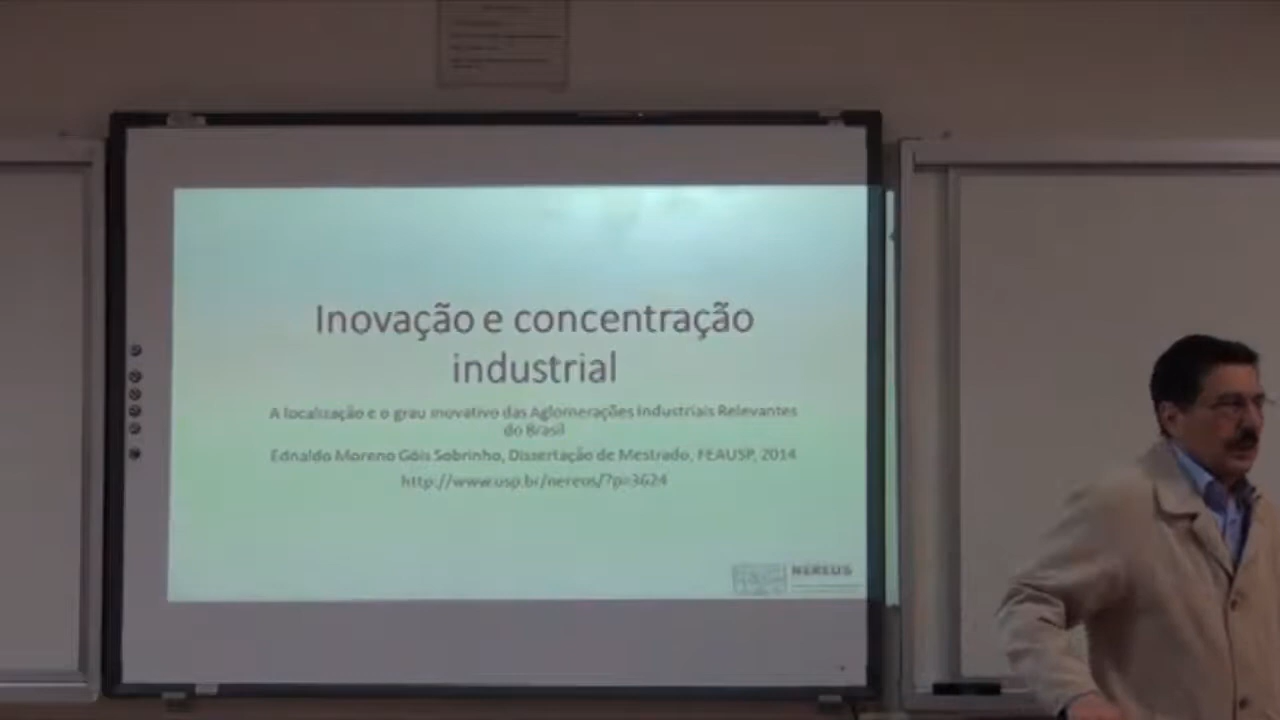 Inovação e concentração
industrial
A localização e o grau inovativo das Aglomerações Industriais Relevantes
do Brasil
Ednaldo Moreno Góis Sobrinho, Dissertação de Mestrado, FEAUSP, 2014
http://www.usp.br/nereus/?p=3624
NEREUS